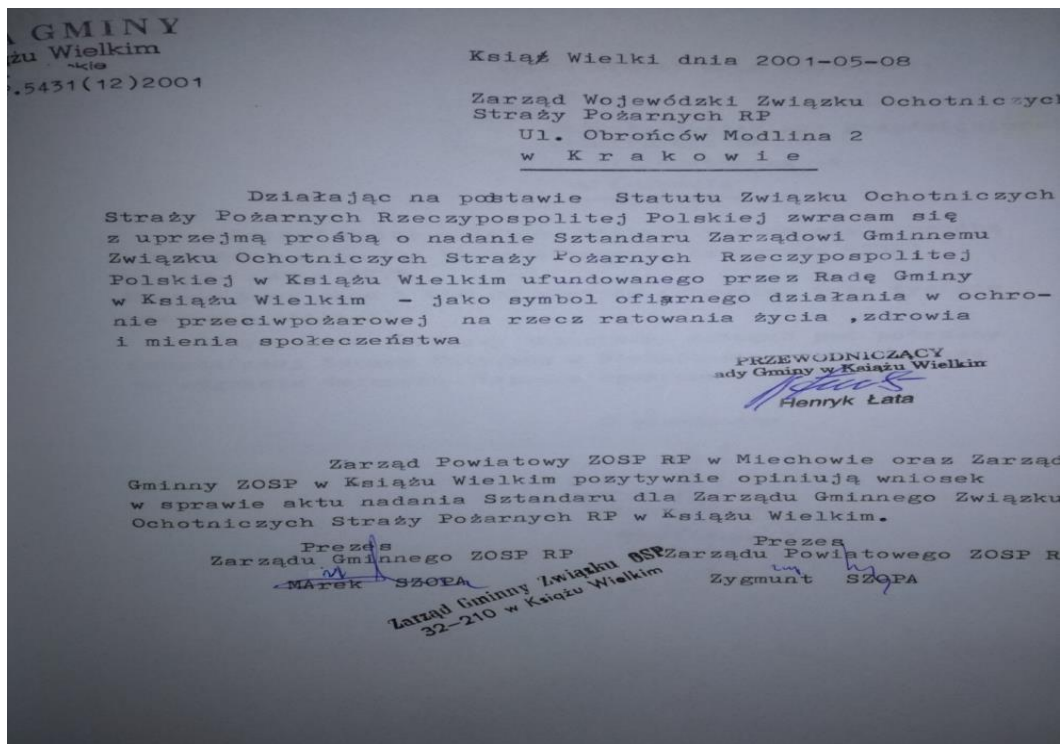 GMINY
Wielkim
.5431(12)2001
Książ Wielki dnia 2001-05-08
Zarząd Wojewódzki Związku Ochotniczych
Straży Pożarnych RP
Ul. Obrońców Modlina 2
w K r a k o w i e
Działając na podstawie Statutu Związku Ochotniczych
Straży Pożarnych Rzeczypospolitej Polskiej zwracam się
z uprzejmą prośbą o nadanie Sztandaru Zarządowi Gminnemu
Związku Ochotniczych Straży Pożarnych Rzeczypospolitej
Polskiej w Książu Wielkim ufundowanego przez Radę Gminy
w Książu Wielkim - jako symbol ofiarnego działania w ochro-
nie przeciwpożarowej na rzecz ratowania życia ,zdrowia
i mienia społeczeństwa
PRZEWODNICZĄCY
ady Gminy w Książu Wielkim
Henryk Łata
Zarząd Powiatowy ZOSP RP w Miechowie oraz Zarząd
Gminny ZOSP w Książu Wielkim pozytywnie opiniują wniosek
w sprawie aktu nadania Sztandaru dla Zarządu Gminnego Związku
Ochotniczych Straży Pożarnych RP w Książu Wielkim.
Prezes
Zarządu Gminnego ZOSP RP
MArek SZOPA
Zarząd Gminny Związku OSP
32-210 w Książu Wielkim
Prezes
Zarządu Powiatowego ZOSP R
Zygmunt SZOPA